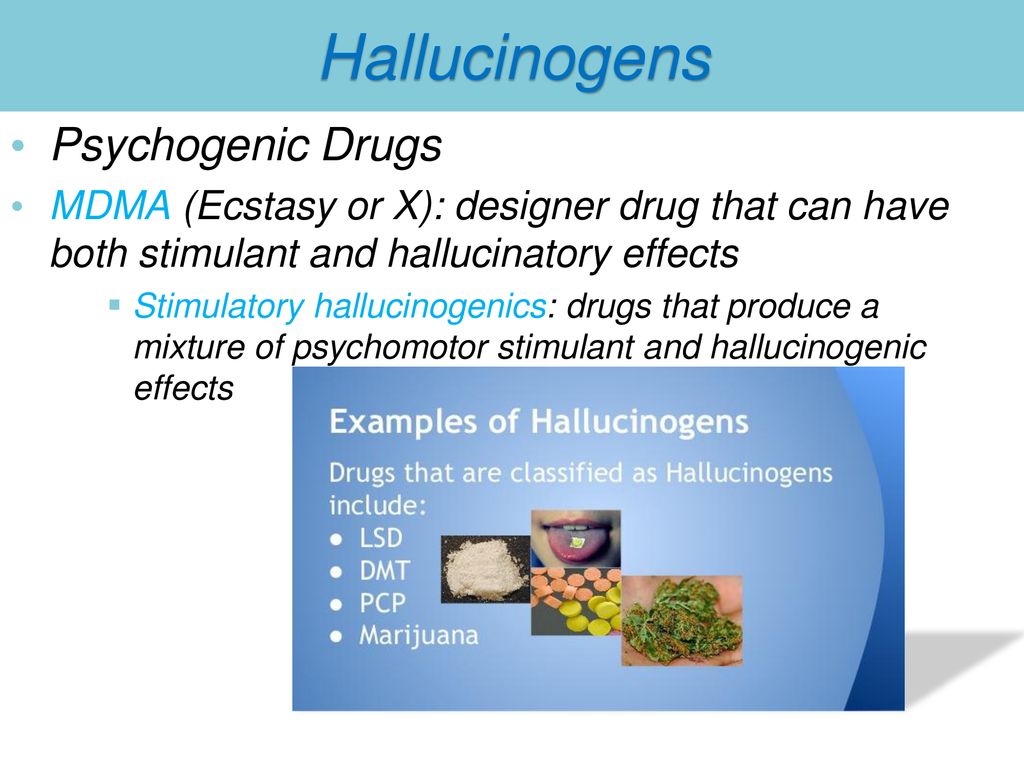 Hallucinogens
• Psychogenic Drugs
• MDMA (Ecstasy or X): designer drug that can have
both stimulant and hallucinatory effects
▪ Stimulatory hallucinogenics: drugs that produce a
mixture of psychomotor stimulant and hallucinogenic
effects
Examples of Hallucinogens
Drugs that are classified as Hallucinogens
include:
● LSD
● DMT
● PCP
● Marijuana